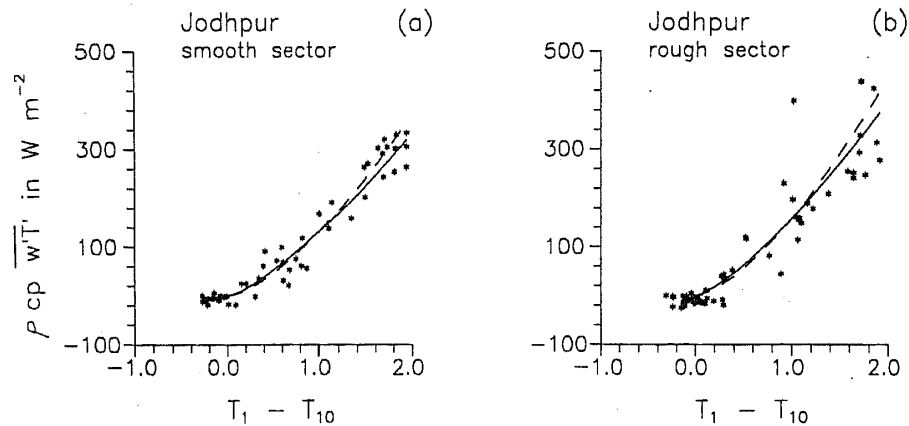 Jodhpur
smooth sector
(a)
500
300
100
−100
−1.0
0.0
1.0
2.0
T₁ − T₁₀
ρ cp w'T' in W m⁻²
Jodhpur
rough sector
(b)
500
300
100
−100
−1.0
0.0
1.0
2.0
T₁ − T₁₀